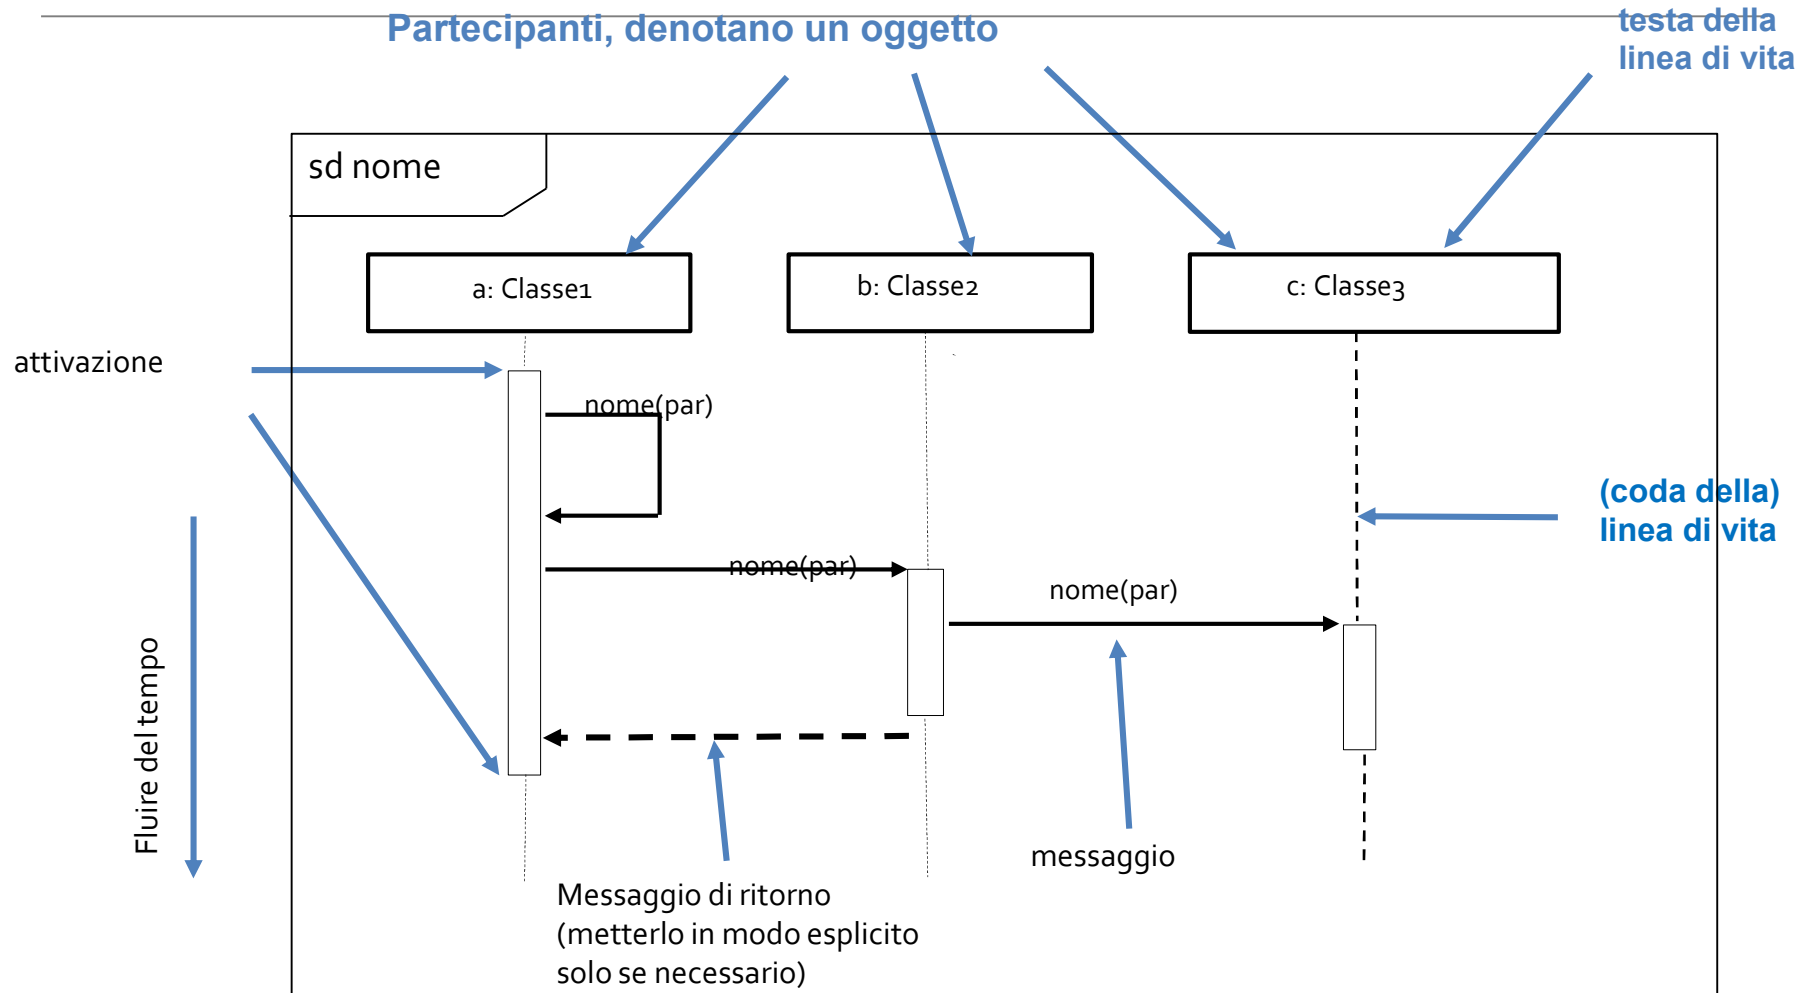 Partecipanti, denotano un oggetto
testa della
linea di vita
sd nome
a: Classe1
b: Classe2
c: Classe3
attivazione
nome(par)
(coda della)
linea di vita
nome(par)
nome(par)
Fluire del tempo
messaggio
Messaggio di ritorno
(metterlo in modo esplicito
solo se necessario)